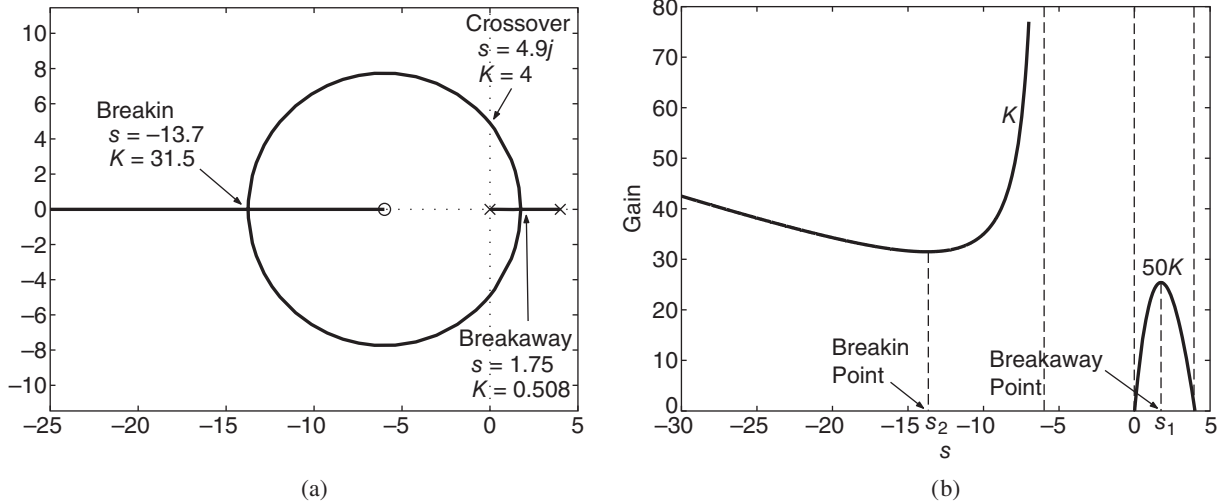 10
8
6
4
2
0
−2
−4
−6
−8
−10
−25
−20
−15
−10
−5
0
5
Crossover
s = 4.9j
K = 4
Breakin
s = −13.7
K = 31.5
Breakaway
s = 1.75
K = 0.508
(a)
80
70
60
50
40
30
20
10
0
Gain
−30
−25
−20
−15
−10
−5
0
5
K
50K
Breakin
Point
Breakaway
Point
s2
s1
s
(b)